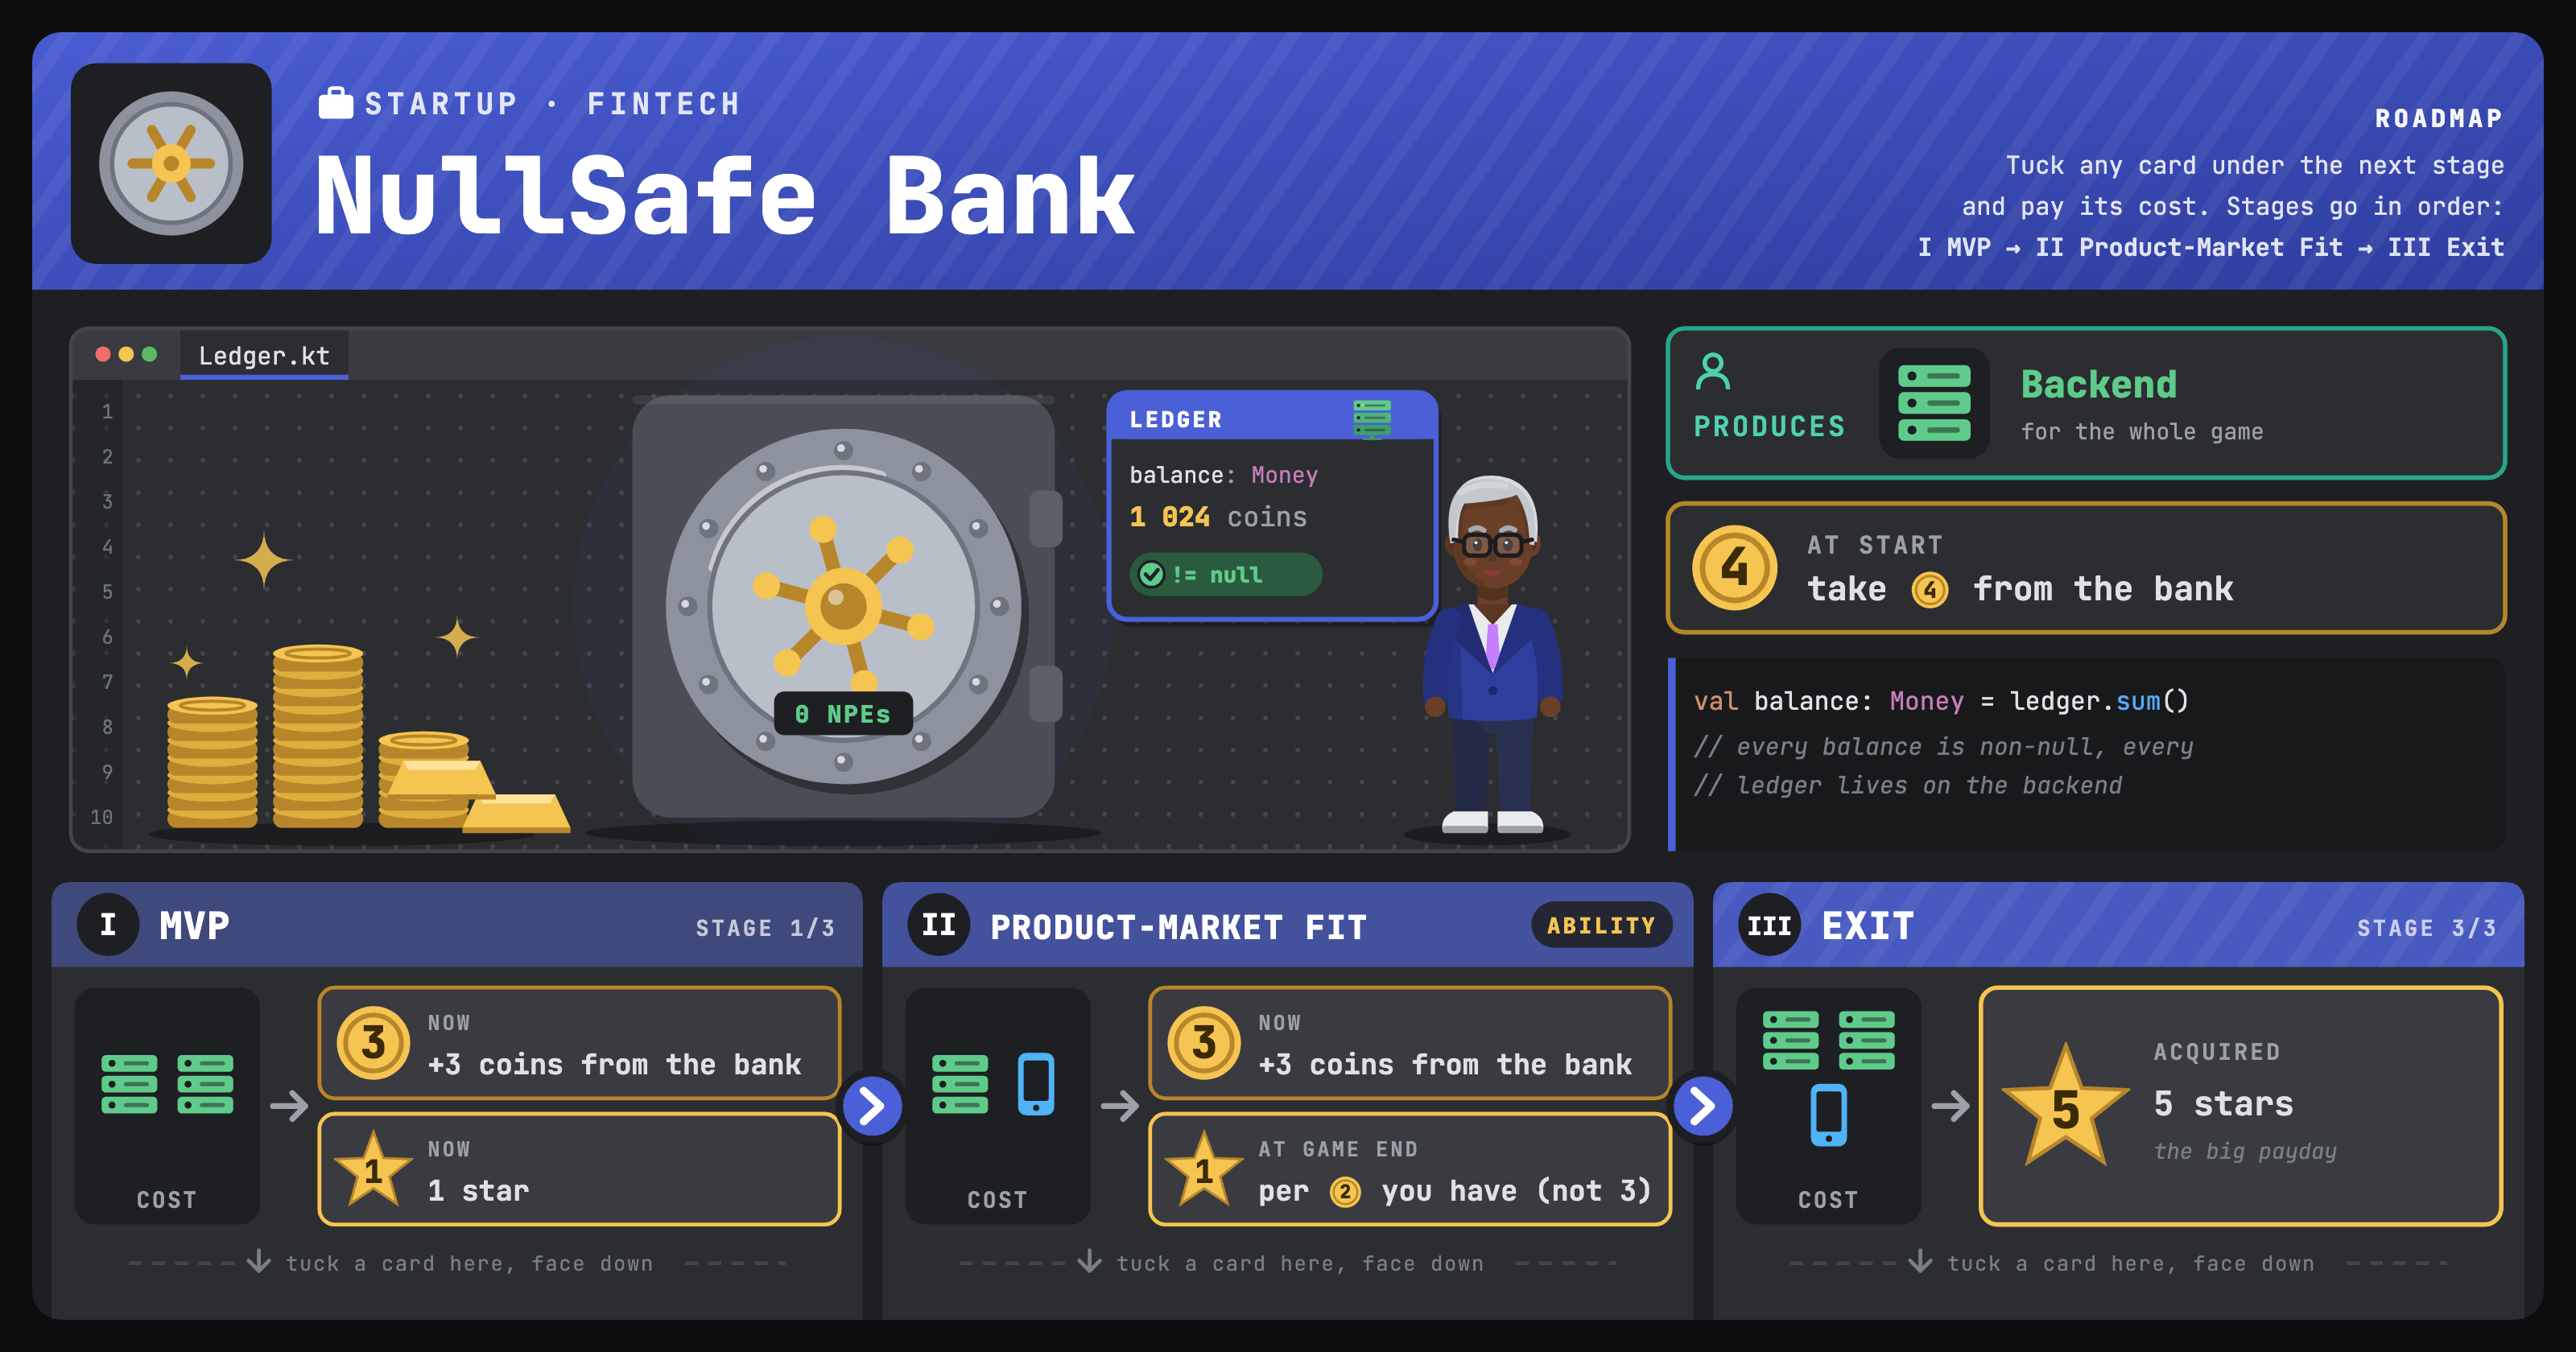 STARTUP · FINTECH
NullSafe Bank
ROADMAP
Tuck any card under the next stage
and pay its cost. Stages go in order:
I MVP → II Product-Market Fit → III Exit
Ledger.kt
1
2
3
4
5
6
7
8
9
10
0 NPEs
LEDGER
balance: Money
1 024 coins
!= null
PRODUCES
Backend
for the whole game
4
AT START
take 4 from the bank
val balance: Money = ledger.sum()
// every balance is non-null, every
// ledger lives on the backend
I MVP STAGE 1/3
COST
3
NOW
+3 coins from the bank
1
NOW
1 star
tuck a card here, face down
II PRODUCT-MARKET FIT ABILITY
COST
3
NOW
+3 coins from the bank
1
AT GAME END
per 2 you have (not 3)
tuck a card here, face down
III EXIT STAGE 3/3
COST
5
ACQUIRED
5 stars
the big payday
tuck a card here, face down